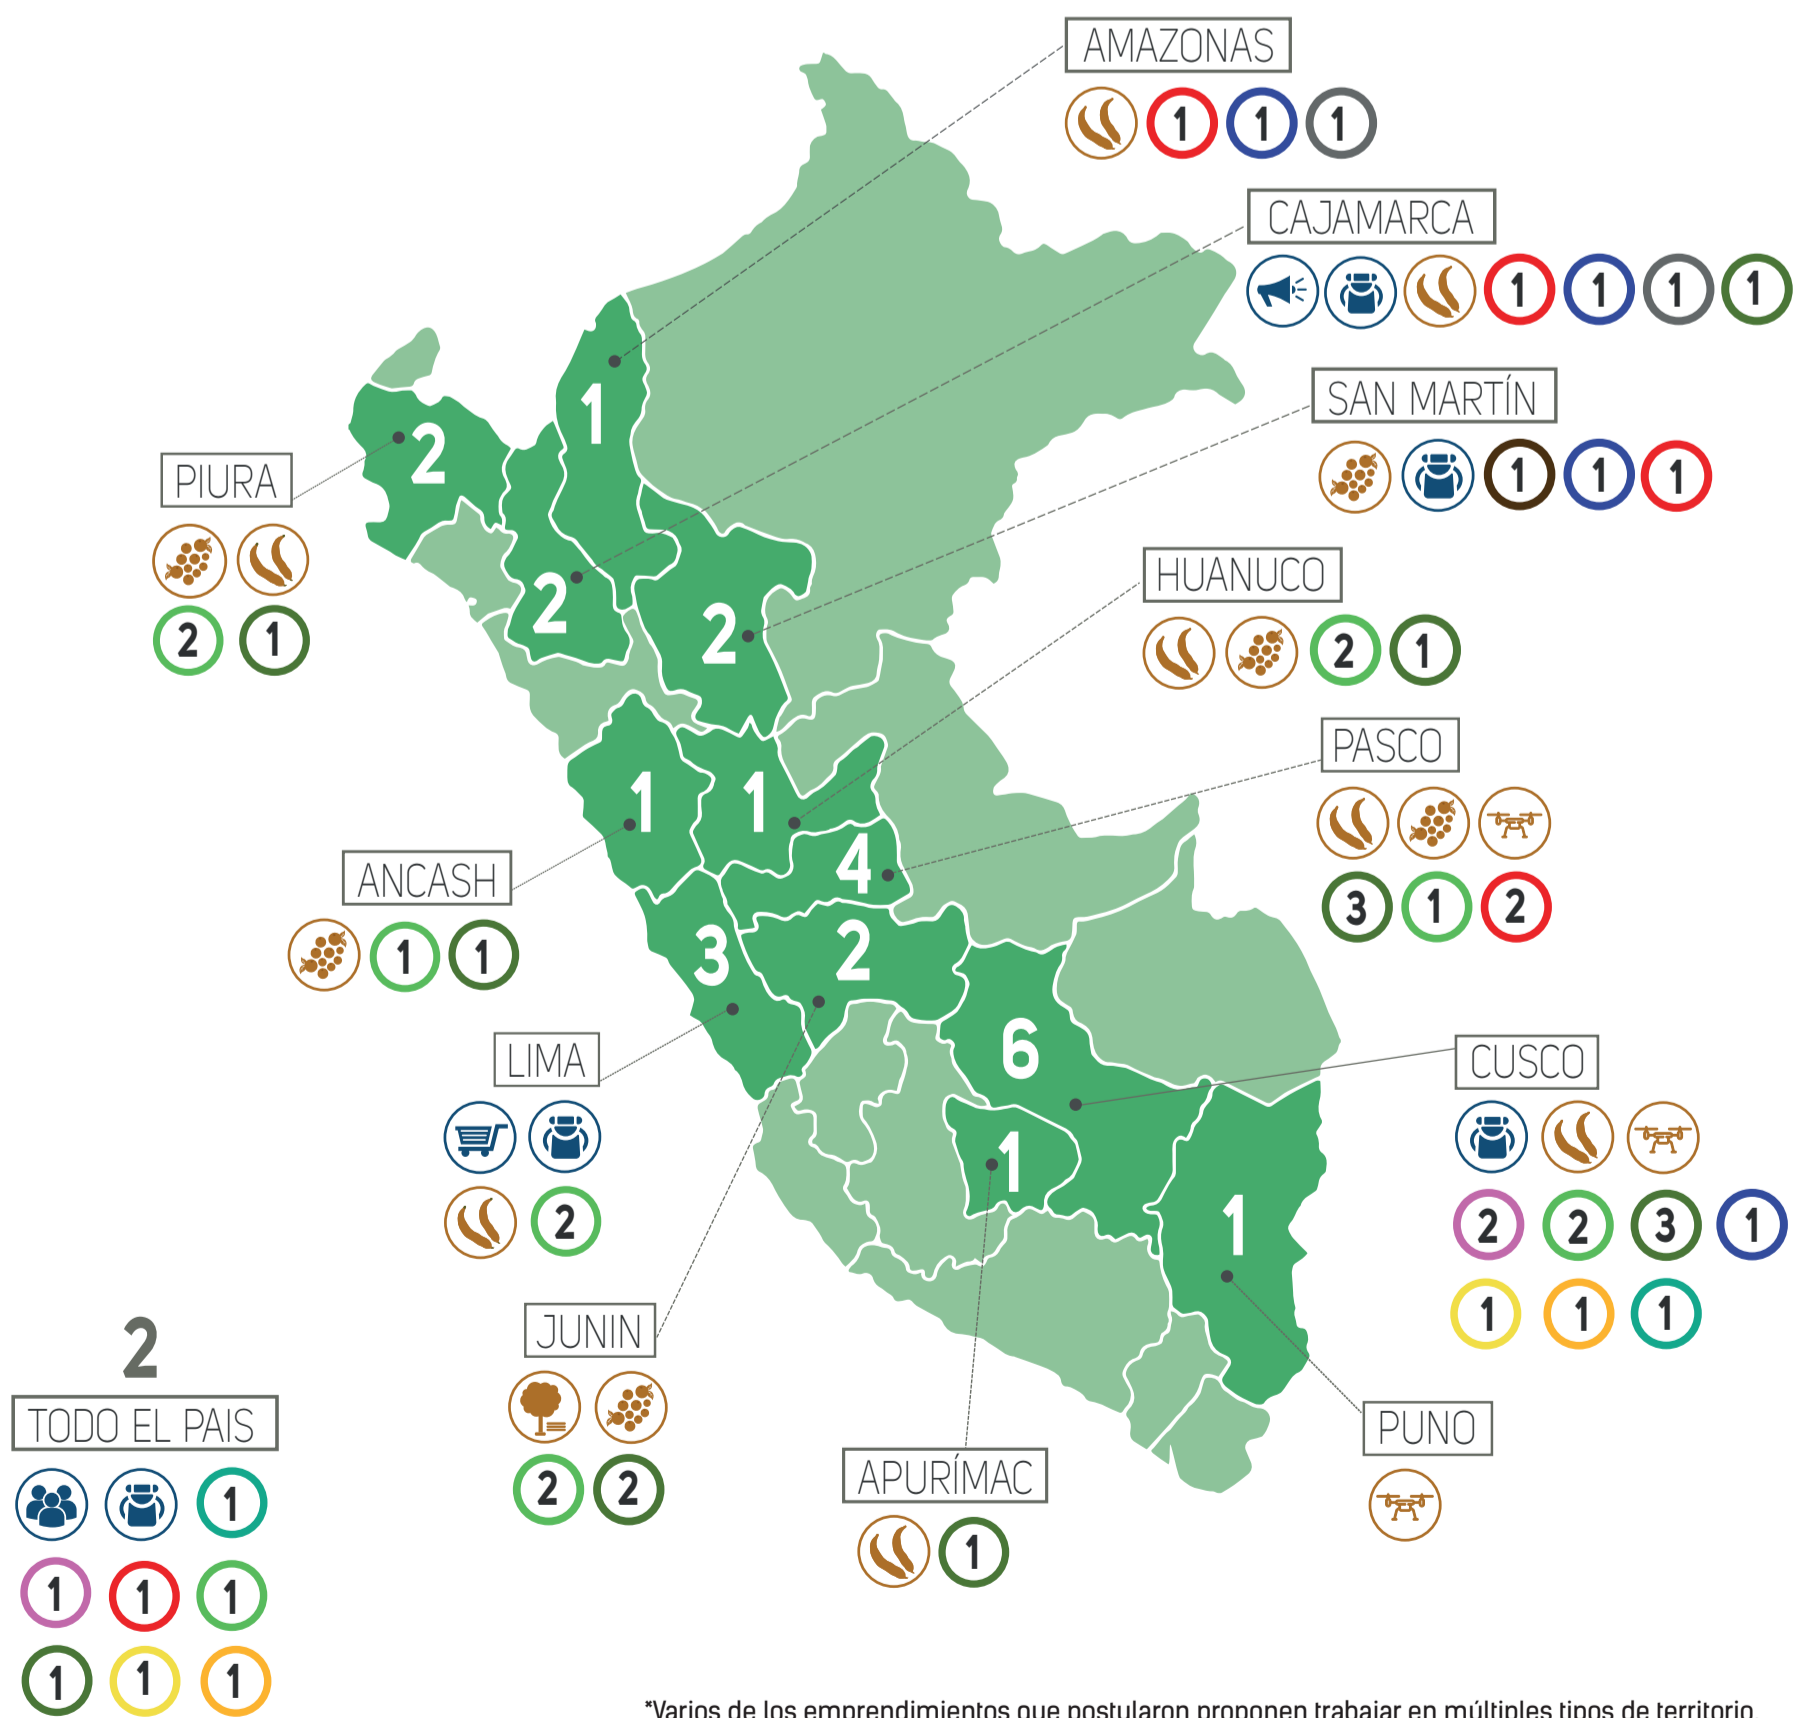 AMAZONAS
1 1 1
CAJAMARCA
1 1 1 1
SAN MARTÍN
1 1 1
HUANUCO
2 1
PASCO
3 1 2
PIURA
2 1
ANCASH
1 1
LIMA
2
JUNIN
2 2
APURÍMAC
1
CUSCO
2 2 3 1
1 1 1
PUNO
1
2
2
2
1
1
4
3
2
6
1
1
2
TODO EL PAIS
1
1 1 1
1 1 1
*Varios de los emprendimientos que postularon proponen trabajar en múltiples tipos de territorio